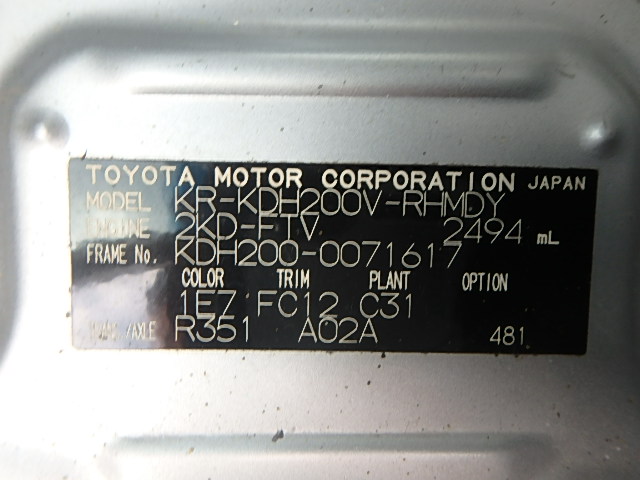 TOYOTA MOTOR CORPORATION JAPAN
MODEL KR-KDH200V-RHMDY
ENGINE 2KD-FTV 2494 mL
FRAME No. KDH200-0071617
COLOR TRIM PLANT OPTION
1E7 FC12 C31
TRANS./AXLE R351 A02A 481